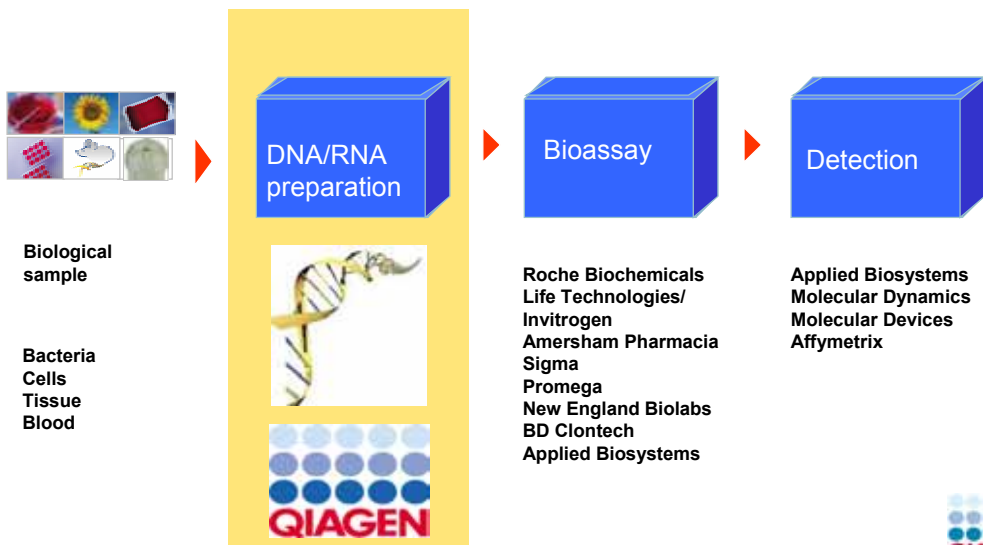 DNA/RNA
preparation
Bioassay
Detection
Biological
sample
Bacteria
Cells
Tissue
Blood
QIAGEN
Roche Biochemicals
Life Technologies/
Invitrogen
Amersham Pharmacia
Sigma
Promega
New England Biolabs
BD Clontech
Applied Biosystems
Applied Biosystems
Molecular Dynamics
Molecular Devices
Affymetrix